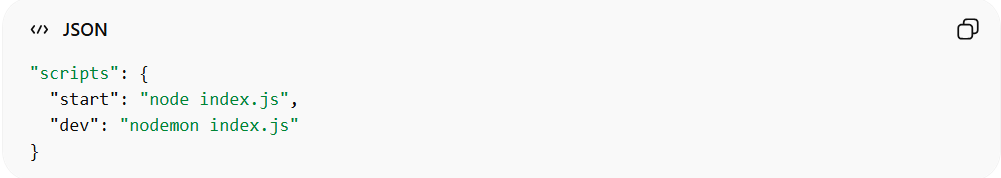 JSON
"scripts": {
  "start": "node index.js",
  "dev": "nodemon index.js"
}